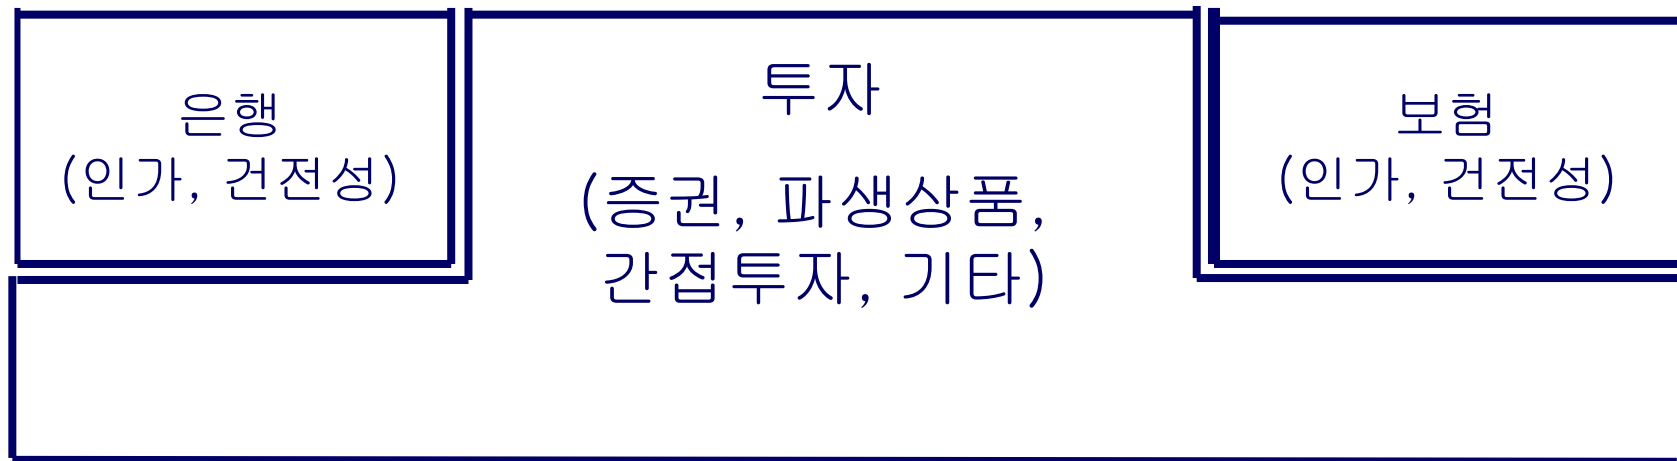 은행
(인가, 건전성)
투자
(증권, 파생상품,
간접투자, 기타)
보험
(인가, 건전성)